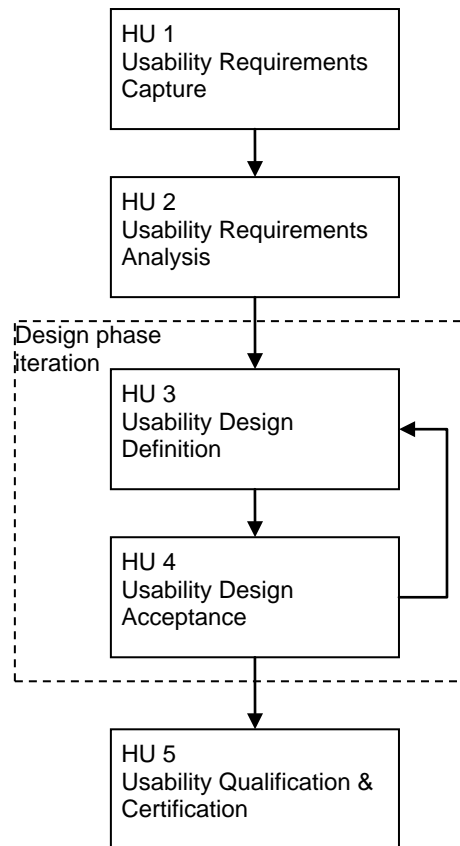 HU 1
Usability Requirements
Capture
HU 2
Usability Requirements
Analysis
Design phase
iteration
HU 3
Usability Design
Definition
HU 4
Usability Design
Acceptance
HU 5
Usability Qualification &
Certification